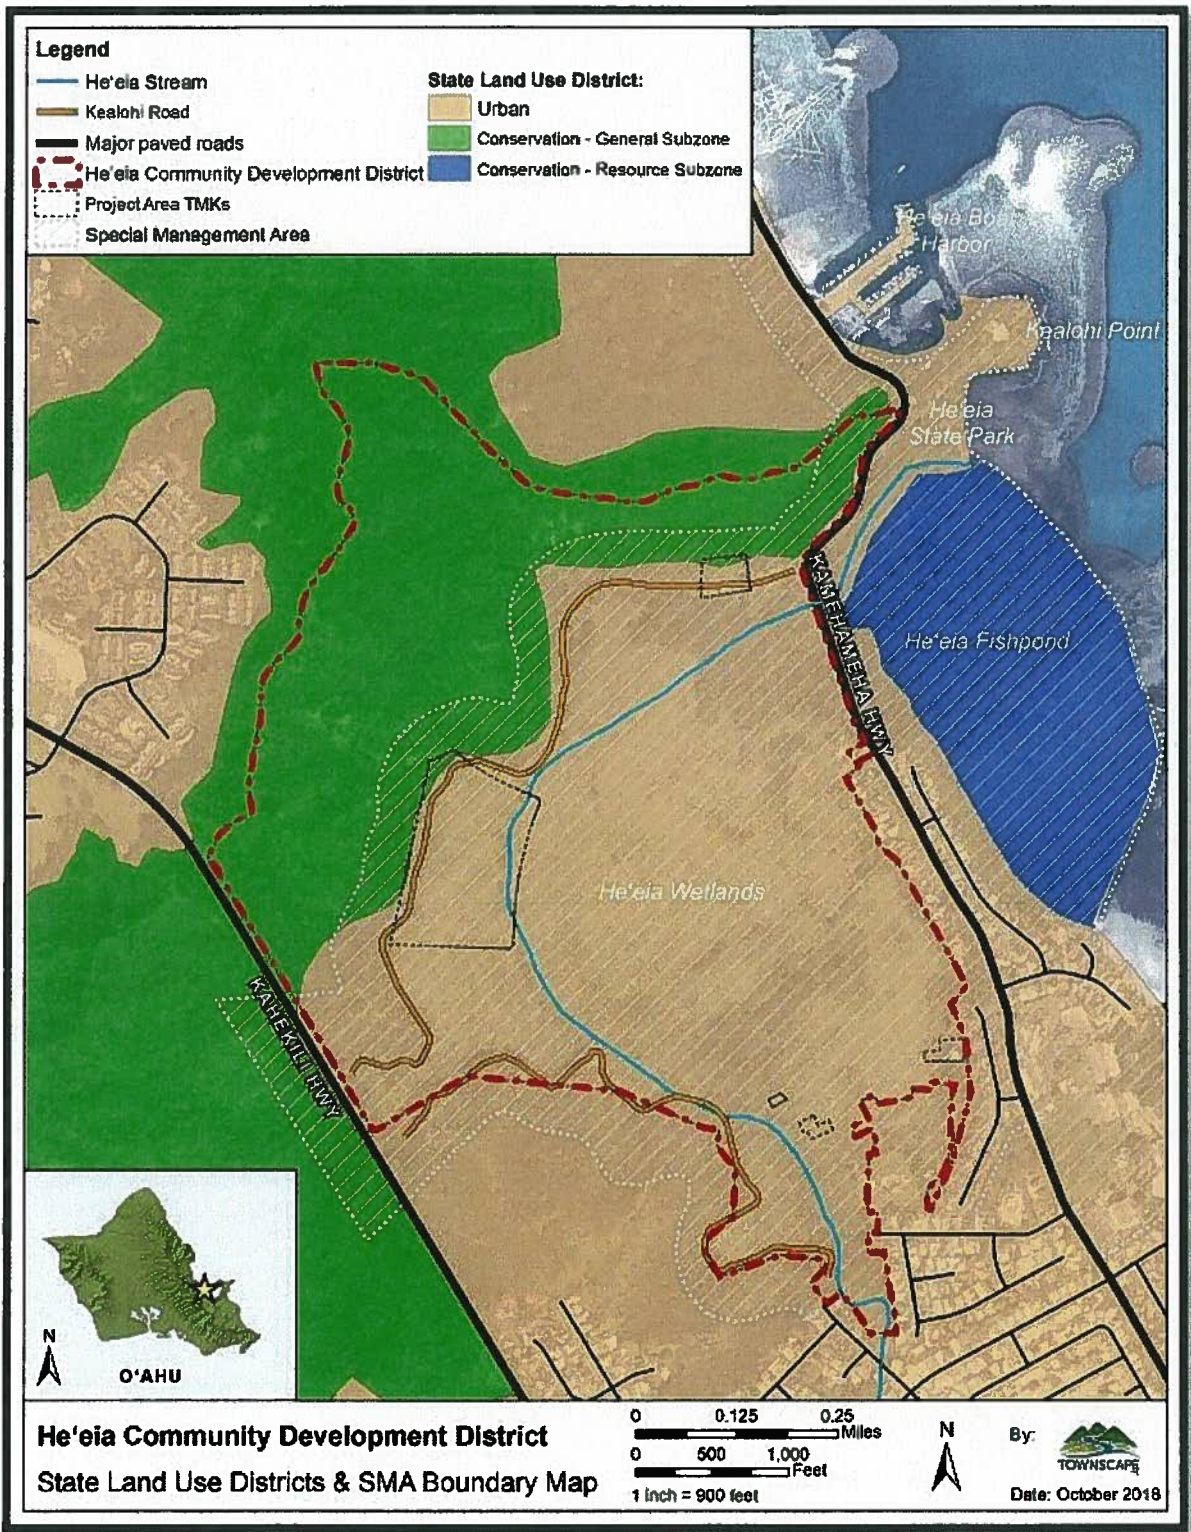 Legend
He‘eia Stream
Kealohi Road
Major paved roads
He‘eia Community Development District
Project Area TMKs
Special Management Area
State Land Use District:
Urban
Conservation - General Subzone
Conservation - Resource Subzone
He‘eia Boat
Harbor
Kealohi Point
He‘eia
State Park
KAMEHAMEHA HWY
He‘eia Fishpond
He‘eia Wetlands
KAHEKILI HWY
N
O‘AHU
He‘eia Community Development District
State Land Use Districts & SMA Boundary Map
0 0.125 0.25
Miles
0 500 1,000
Feet
1 inch = 900 feet
N
By:
TOWNSCAPE
Date: October 2018